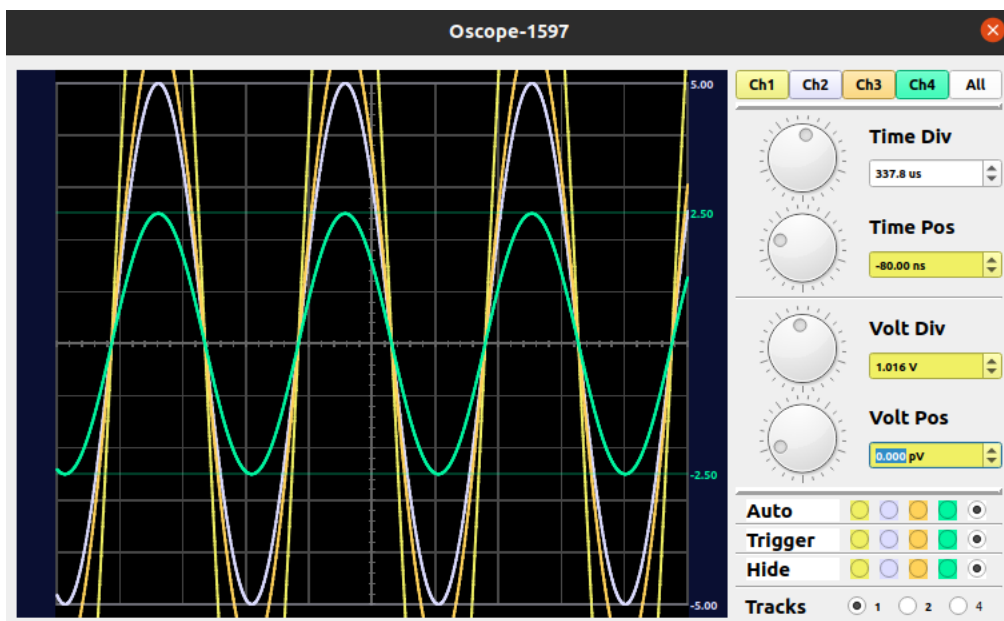 Oscope-1597
5.00
2.50
-2.50
-5.00
Ch1 Ch2 Ch3 Ch4 All
Time Div
337.8 us
Time Pos
-80.00 ns
Volt Div
1.016 V
Volt Pos
0.000 pV
Auto
Trigger
Hide
Tracks 1 2 4